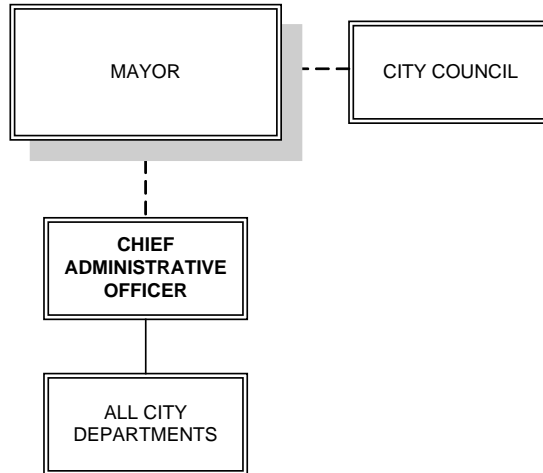 MAYOR
CITY COUNCIL
CHIEF
ADMINISTRATIVE
OFFICER
ALL CITY
DEPARTMENTS